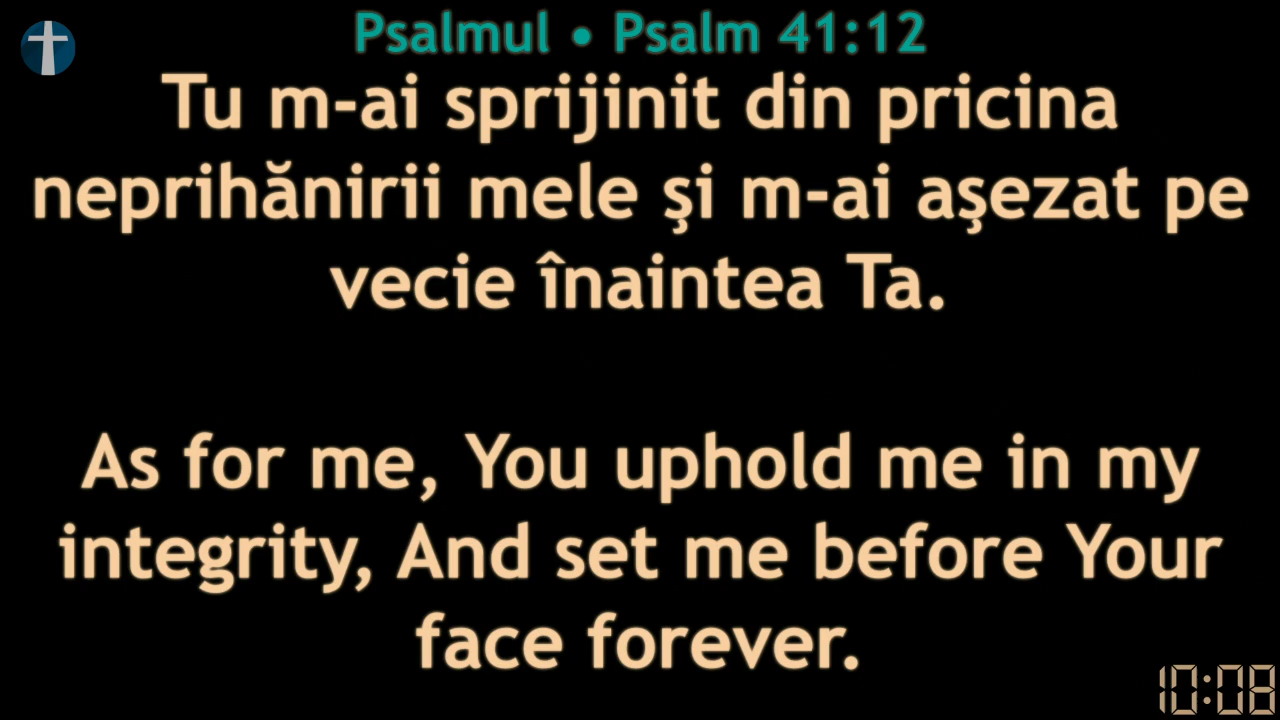 Psalmul • Psalm 41:12
Tu m-ai sprijinit din pricina
neprihănirii mele şi m-ai aşezat pe
vecie înaintea Ta.
As for me, You uphold me in my
integrity, And set me before Your
face forever.
10:08